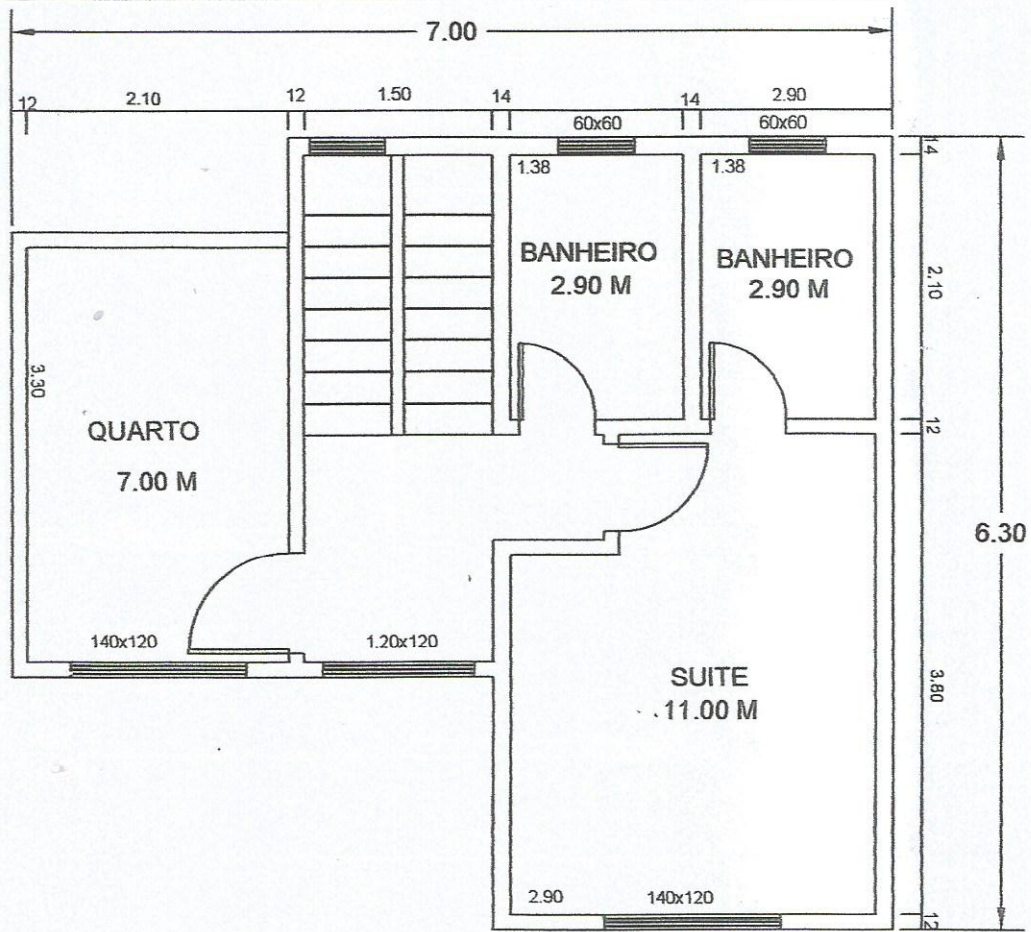 7.00
12 2.10 12 1.50 14 14 2.90
60x60 60x60
14
1.38 1.38
BANHEIRO
2.90 M
BANHEIRO
2.90 M
2.10
3.30
QUARTO
7.00 M
12
6.30
140x120 1.20x120
SUITE
11.00 M
3.80
2.90 140x120
12